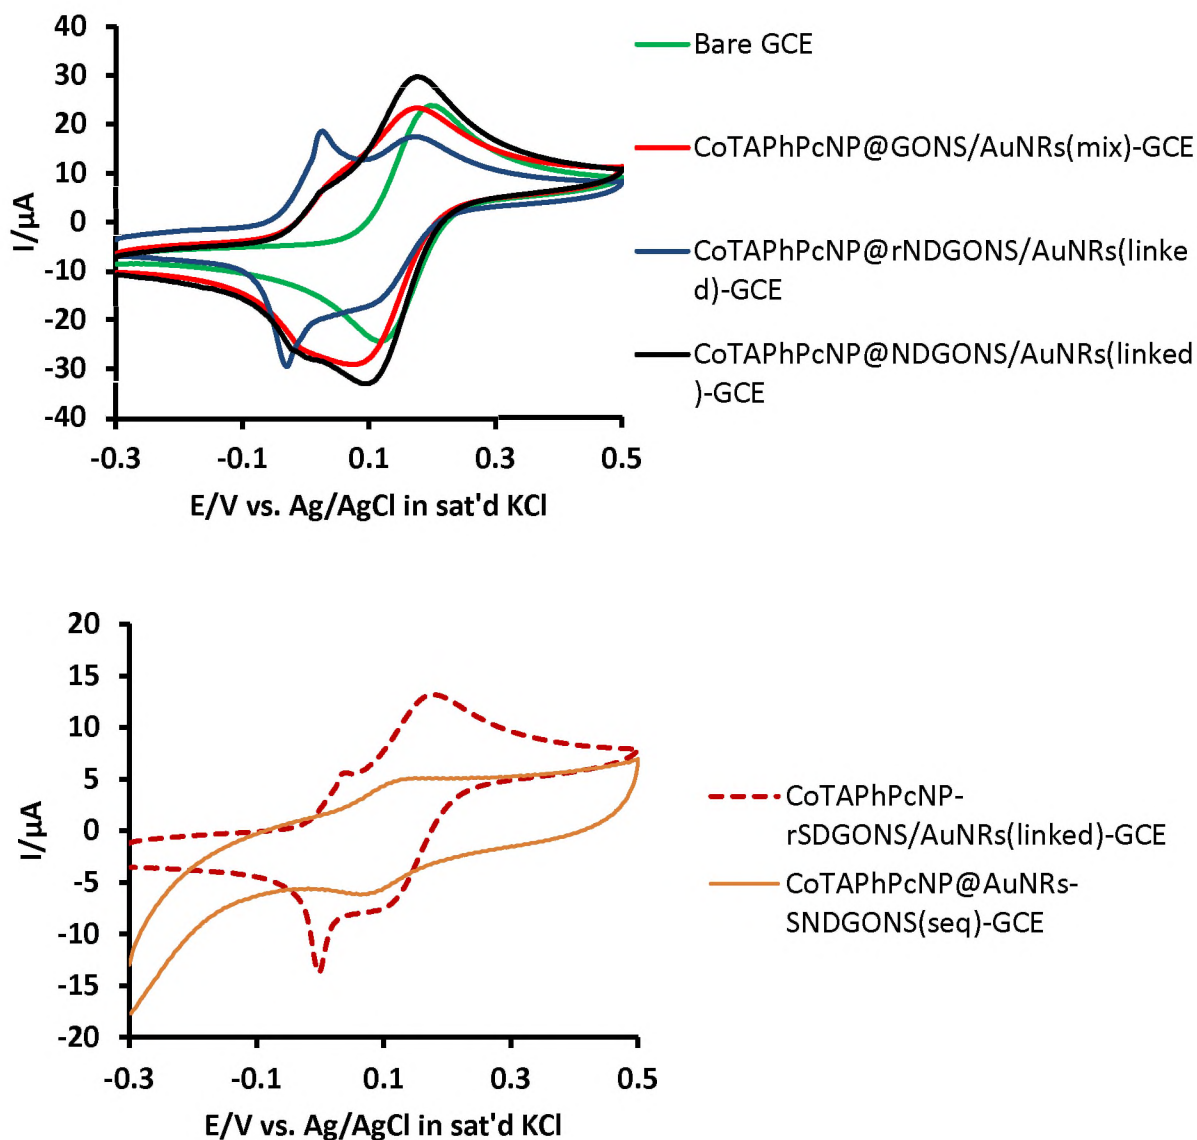 40
30
20
10
0
-10
-20
-30
-40
I/µA
-0.3 -0.1 0.1 0.3 0.5
E/V vs. Ag/AgCl in sat'd KCl
Bare GCE
CoTAPhPcNP@GONS/AuNRs(mix)-GCE
CoTAPhPcNP@rNDGONS/AuNRs(linke
d)-GCE
CoTAPhPcNP@NDGONS/AuNRs(linked
)-GCE
20
15
10
5
0
-5
-10
-15
-20
I/µA
-0.3 -0.1 0.1 0.3 0.5
E/V vs. Ag/AgCl in sat'd KCl
CoTAPhPcNP-
rSDGONS/AuNRs(linked)-GCE
CoTAPhPcNP@AuNRs-
SNDGONS(seq)-GCE